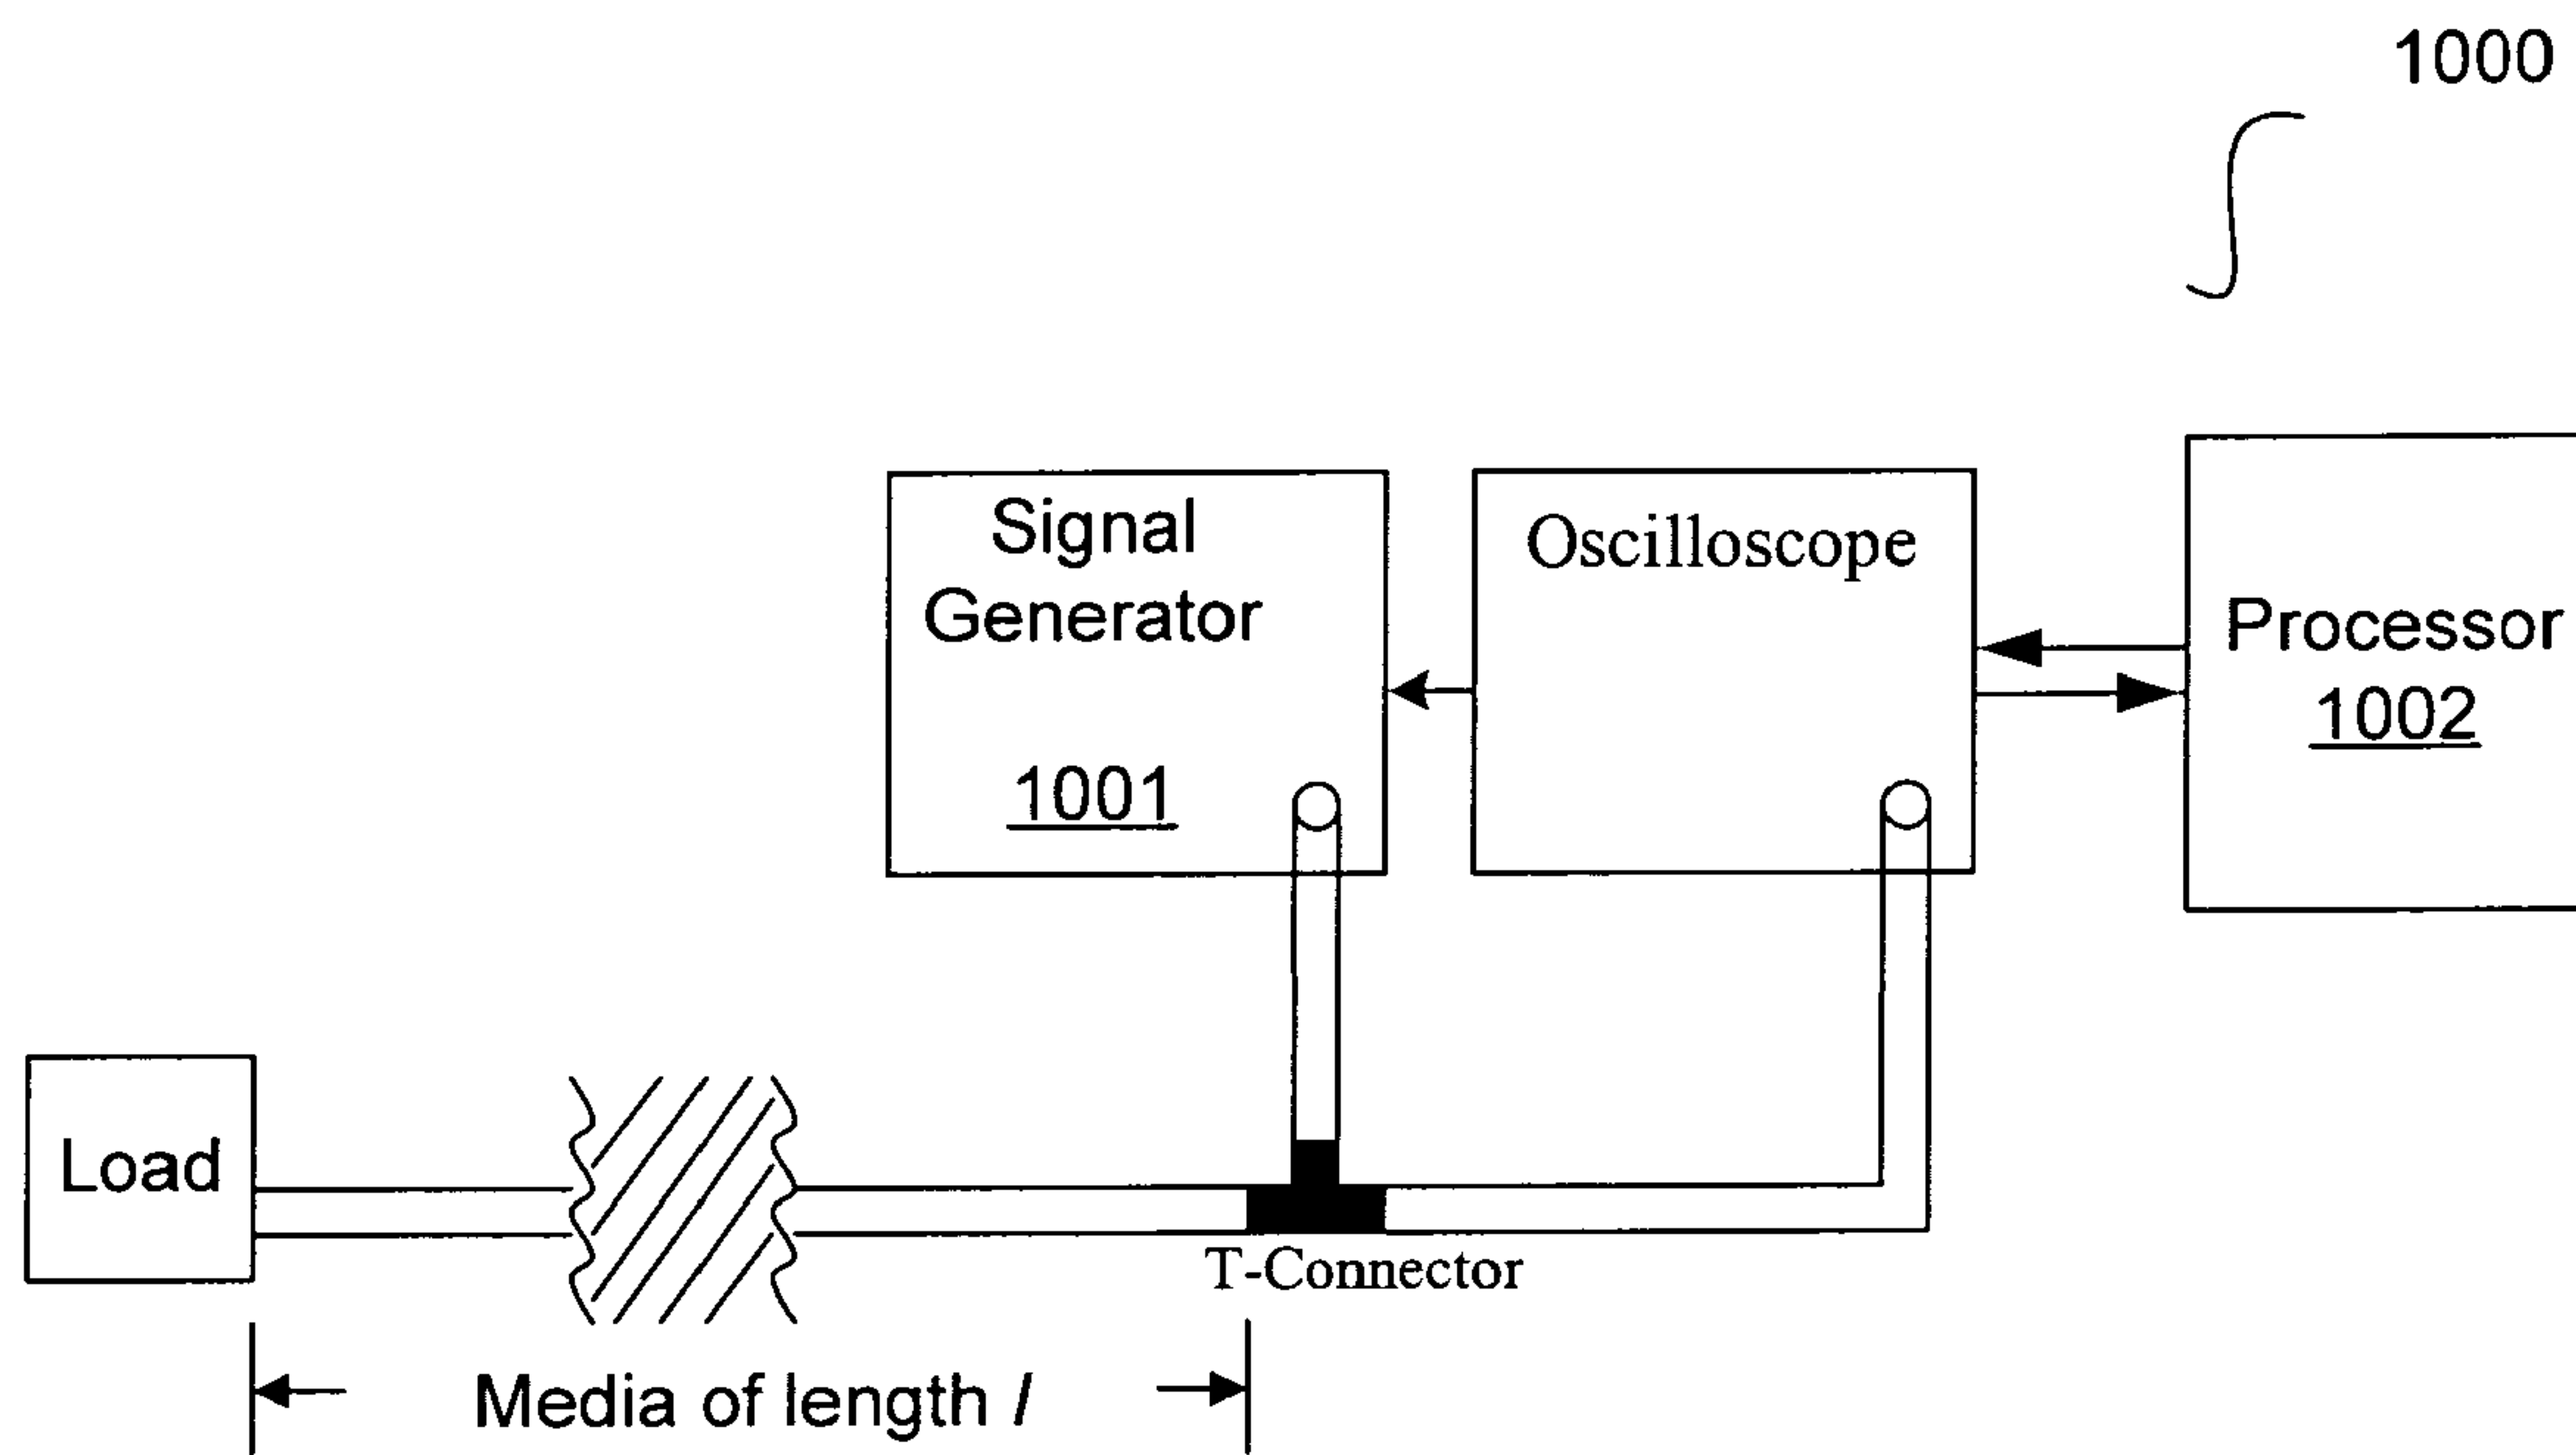 1000
Signal
Generator
1001
Oscilloscope
Processor
1002
Load
T-Connector
Media of length l